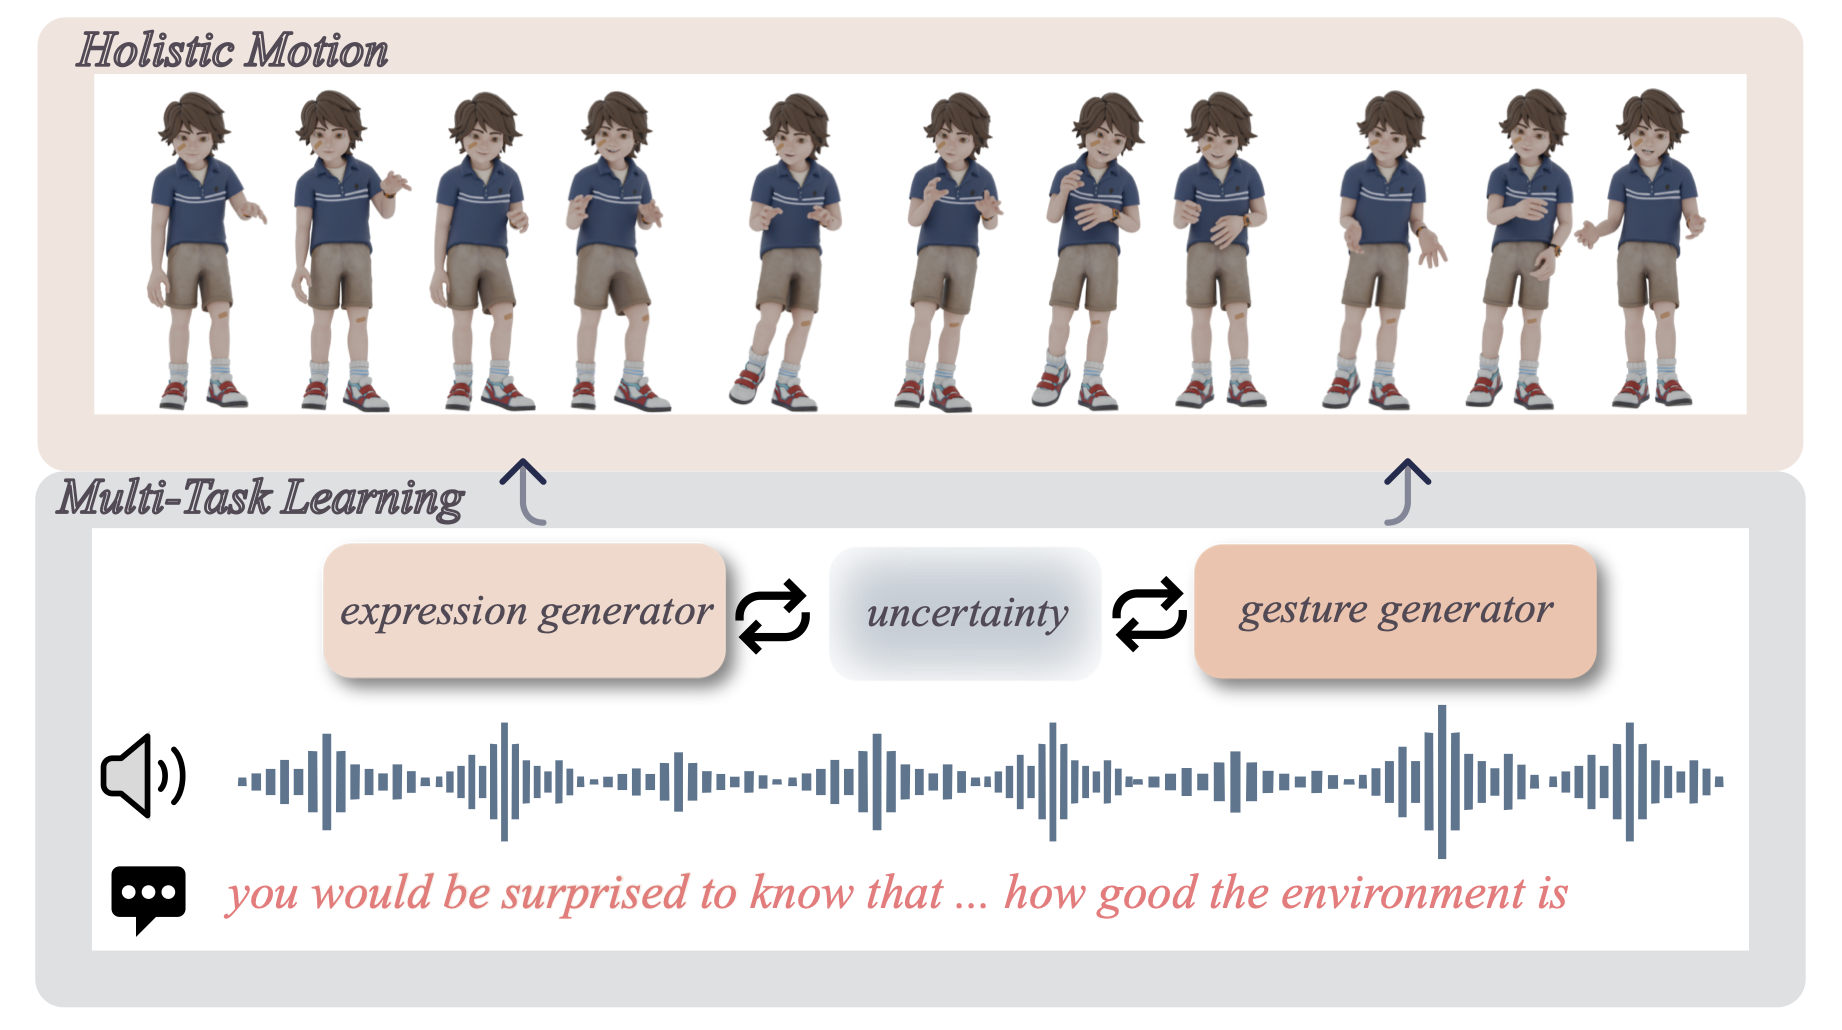 Holistic Motion
Multi-Task Learning
expression generator
uncertainty
gesture generator
you would be surprised to know that ... how good the environment is